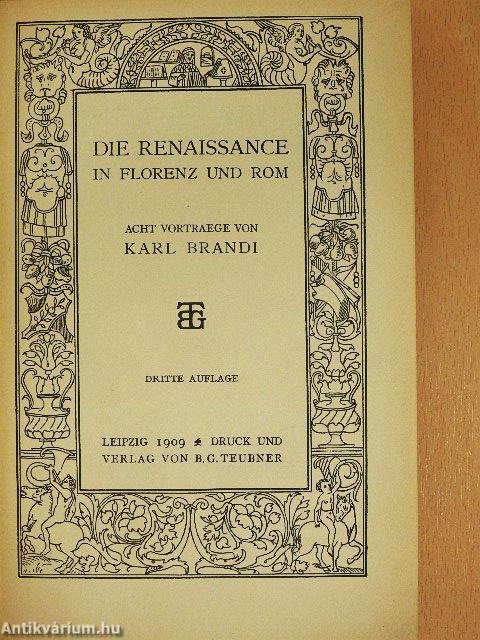 DIE RENAISSANCE
IN FLORENZ UND ROM
ACHT VORTRAEGE VON
KARL BRANDI
BTG
DRITTE AUFLAGE
LEIPZIG 1909 DRUCK UND
VERLAG VON B. G. TEUBNER
Antikvárium.hu